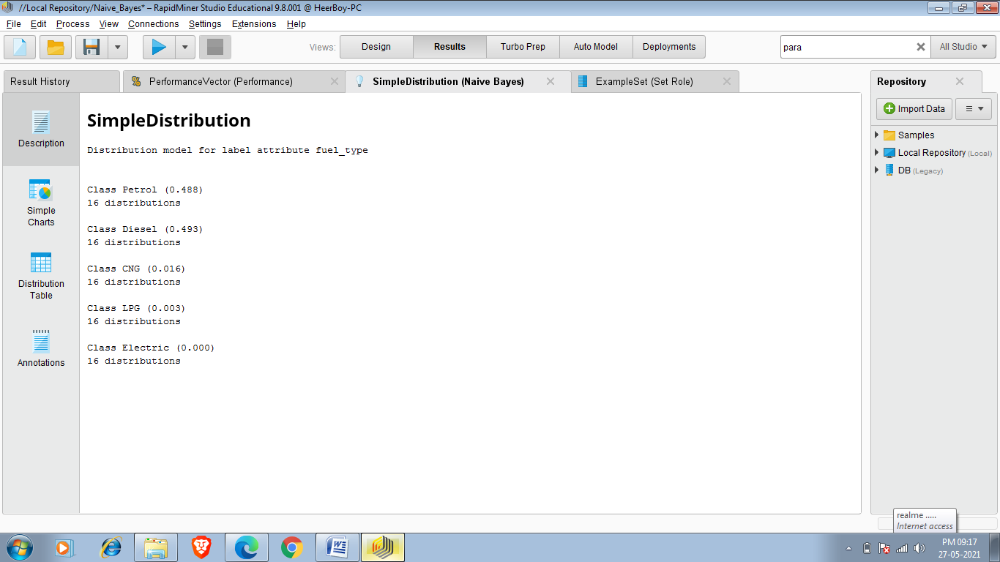 //Local Repository/Naive_Bayes* – RapidMiner Studio Educational 9.8.001 @ HeerBoy-PC
File Edit Process View Connections Settings Extensions Help
Views: Design Results Turbo Prep Auto Model Deployments para All Studio
Result History PerformanceVector (Performance) SimpleDistribution (Naive Bayes) ExampleSet (Set Role) Repository
Import Data
Description
Simple
Charts
Distribution
Table
Annotations
SimpleDistribution
Distribution model for label attribute fuel_type
Class Petrol (0.488)
16 distributions
Class Diesel (0.493)
16 distributions
Class CNG (0.016)
16 distributions
Class LPG (0.003)
16 distributions
Class Electric (0.000)
16 distributions
Samples
Local Repository (Local)
DB (Legacy)
realme .....
Internet access
PM 09:17
27-05-2021